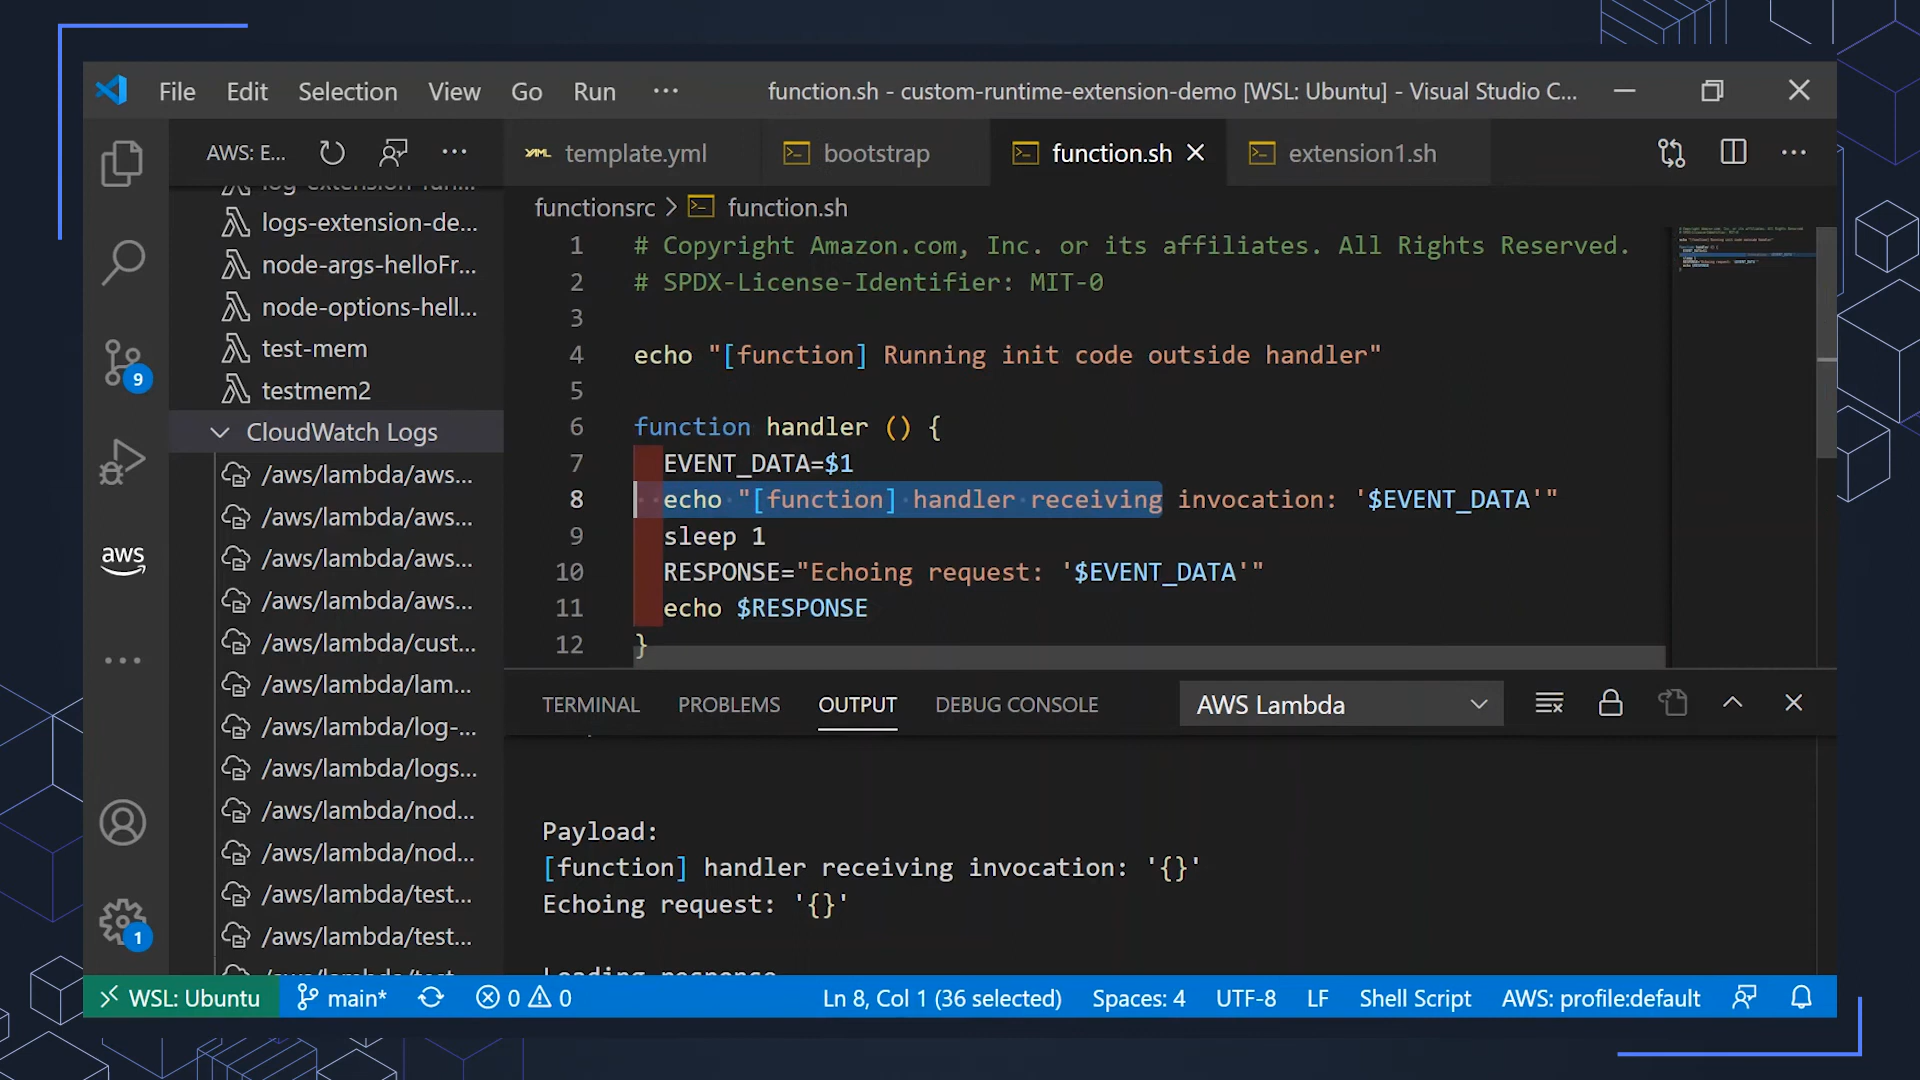 File Edit Selection View Go Run ··· function.sh - custom-runtime-extension-demo [WSL: Ubuntu] - Visual Studio C...
AWS: E... ···
template.yml bootstrap function.sh extension1.sh ···
logs-extension-de...
node-args-helloFr...
node-options-hell...
test-mem
testmem2
CloudWatch Logs
/aws/lambda/aws...
/aws/lambda/aws...
/aws/lambda/aws...
/aws/lambda/aws...
/aws/lambda/cust...
/aws/lambda/lam...
/aws/lambda/log-...
/aws/lambda/logs...
/aws/lambda/nod...
/aws/lambda/nod...
/aws/lambda/test...
/aws/lambda/test...
9
aws
1
functionsrc > function.sh
1 # Copyright Amazon.com, Inc. or its affiliates. All Rights Reserved.
2 # SPDX-License-Identifier: MIT-0
3
4 echo "[function] Running init code outside handler"
5
6 function handler () {
7 EVENT_DATA=$1
8 echo "[function] handler receiving invocation: '$EVENT_DATA'"
9 sleep 1
10 RESPONSE="Echoing request: '$EVENT_DATA'"
11 echo $RESPONSE
12 }
TERMINAL PROBLEMS OUTPUT DEBUG CONSOLE AWS Lambda
Payload:
[function] handler receiving invocation: '{}'
Echoing request: '{}'
Loading response
WSL: Ubuntu main* 0 0 Ln 8, Col 1 (36 selected) Spaces: 4 UTF-8 LF Shell Script AWS: profile:default